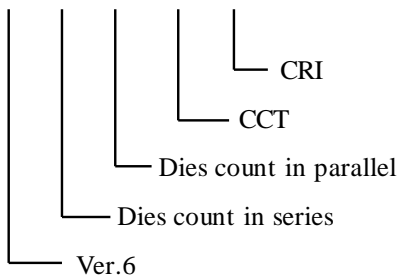 CRI
CCT
Dies count in parallel
Dies count in series
Ver.6